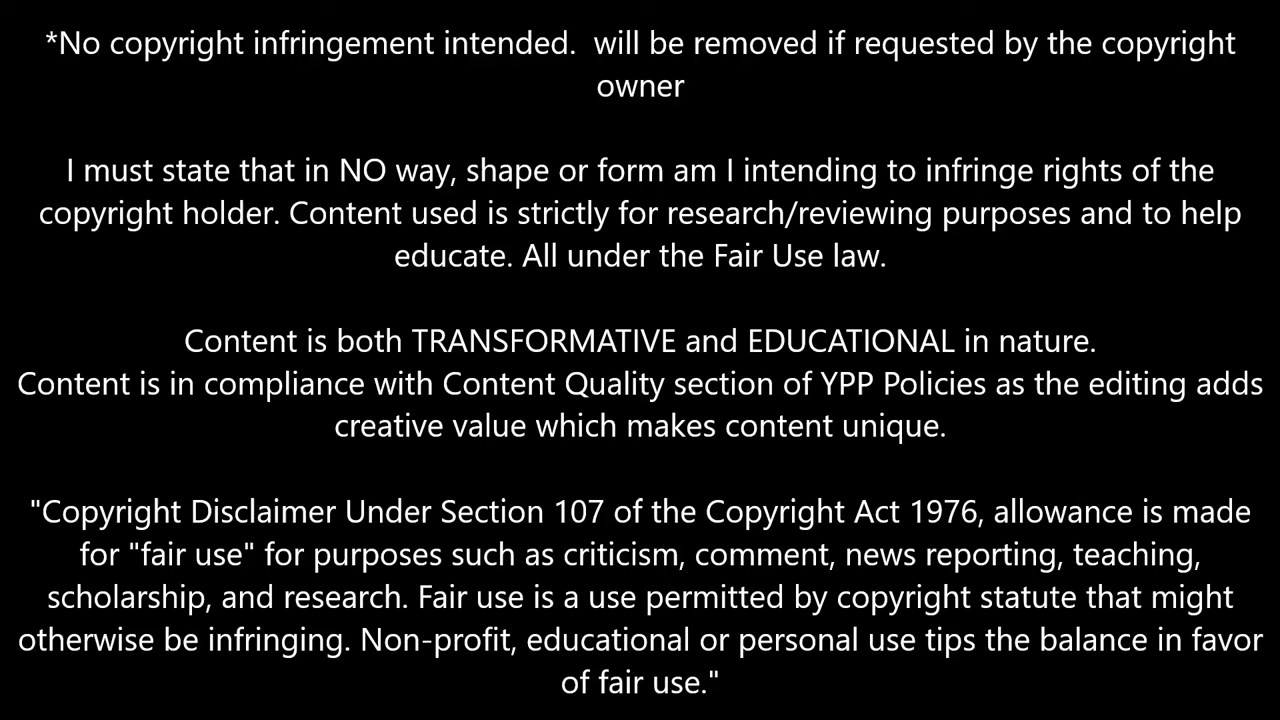 *No copyright infringement intended.  will be removed if requested by the copyright
owner
I must state that in NO way, shape or form am I intending to infringe rights of the
copyright holder. Content used is strictly for research/reviewing purposes and to help
educate. All under the Fair Use law.
Content is both TRANSFORMATIVE and EDUCATIONAL in nature.
Content is in compliance with Content Quality section of YPP Policies as the editing adds
creative value which makes content unique.
"Copyright Disclaimer Under Section 107 of the Copyright Act 1976, allowance is made
for "fair use" for purposes such as criticism, comment, news reporting, teaching,
scholarship, and research. Fair use is a use permitted by copyright statute that might
otherwise be infringing. Non-profit, educational or personal use tips the balance in favor
of fair use."